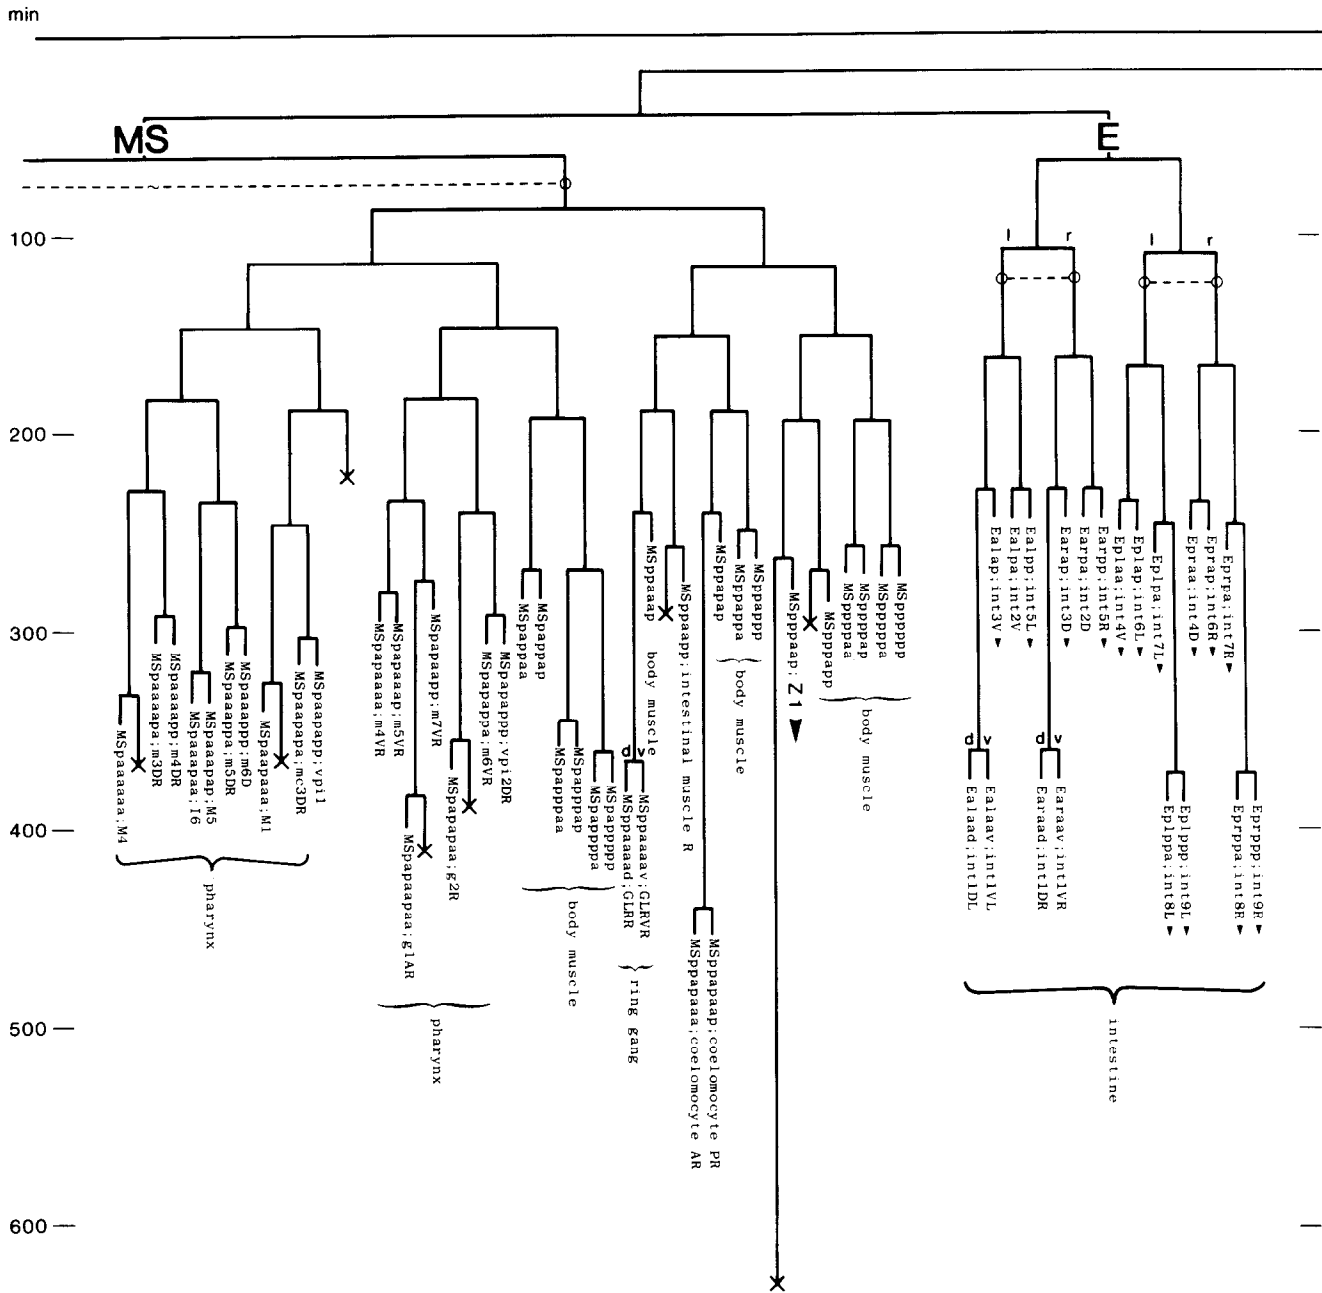 min
MS
E
l r l r
100
200
300
400
500
600
MSpaaaaaa;M4
MSpaaaapa;m3DR
MSpaaaapp;m4DR
MSpaaapaa;I6
MSpaaapap;M5
MSpaaappa;m5DR
MSpaaappp;m6D
MSpaapaaa;M1
MSpaapapa;mc3DR
MSpaapapp;vpi1
pharynx
MSpapaaaa;m4VR
MSpapaaap;m5VR
MSpapaapaa;g1AR
MSpapaapp;m7VR
MSpapapaa;g2R
MSpapappa;m6VR
MSpapappp;vpi2DR
pharynx
MSpappaa
MSpappap
MSpapppaa
MSpapppap
MSpappppa
MSpappppp
body muscle
d v
MSppaaaad;GLRR
MSppaaaav;GLRVR
ring gang
MSppaaap
body muscle
MSppaapp;intestinal muscle R
MSppapaaa;coelomocyte AR
MSppapaap;coelomocyte PR
MSppapap
MSppappa
MSppappp
body muscle
MSpppaap; Z1
MSpppapp
MSppppaa
MSppppap
MSpppppa
MSpppppp
body muscle
d v
Ealaad;int1DL
Ealaav;int1VL
Ealap;int3V
Ealpa;int2V
Ealpp;int5L
d v
Earaad;int1DR
Earaav;int1VR
Earap;int3D
Earpa;int2D
Earpp;int5R
Eplaa;int4V
Eplap;int6L
Eplpa;int7L
Eplppa;int8L
Eplppp;int9L
Epraa;int4D
Eprap;int6R
Eprpa;int7R
Eprppa;int8R
Eprppp;int9R
intestine